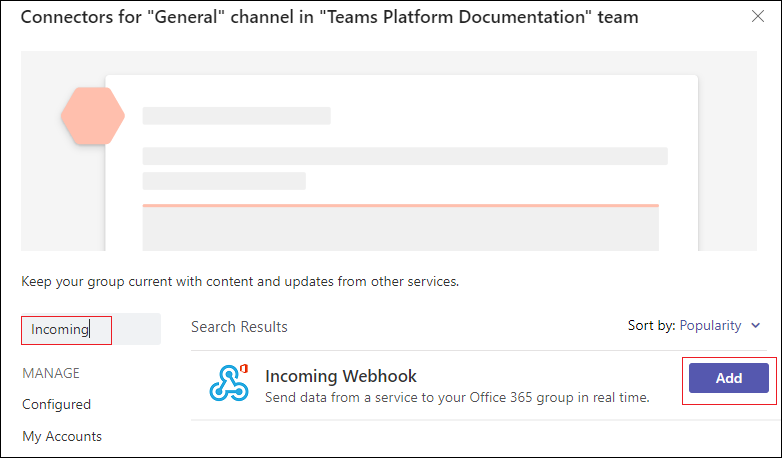 Connectors for "General" channel in "Teams Platform Documentation" team
Keep your group current with content and updates from other services.
Incoming
Search Results
Sort by: Popularity
MANAGE
Configured
My Accounts
Incoming Webhook
Send data from a service to your Office 365 group in real time.
Add